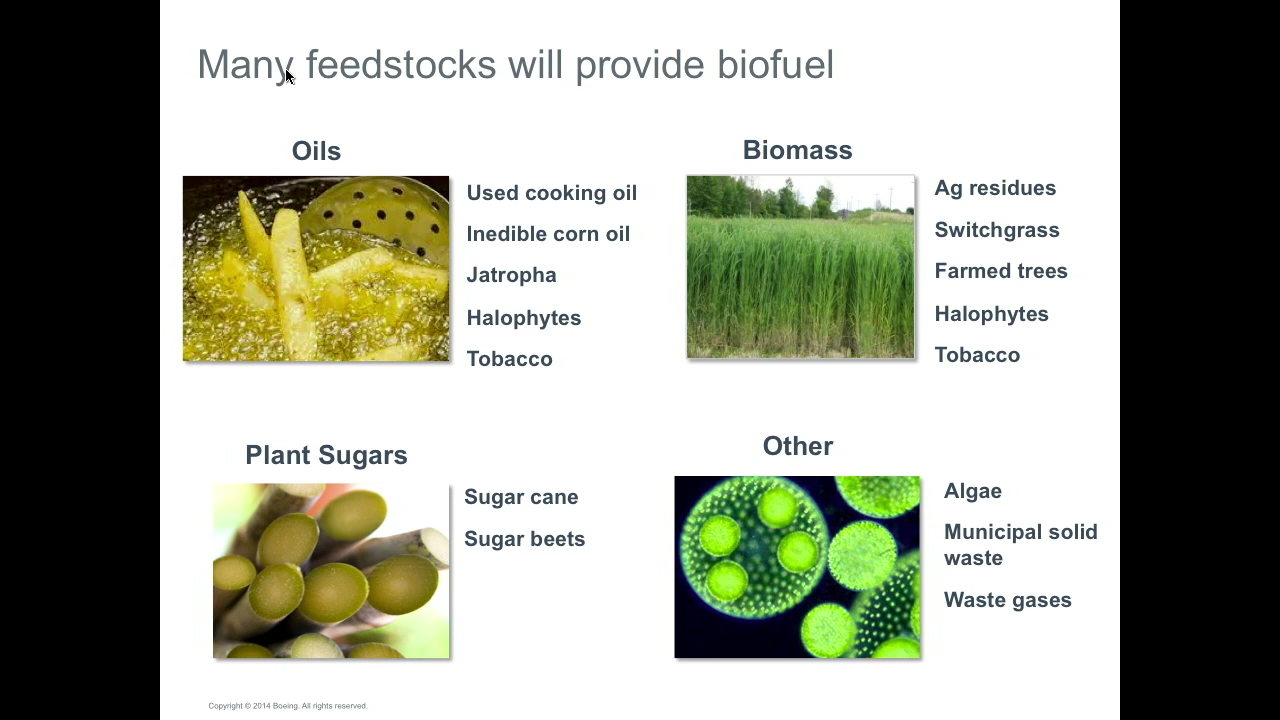 Many feedstocks will provide biofuel
Oils
Used cooking oil
Inedible corn oil
Jatropha
Halophytes
Tobacco
Biomass
Ag residues
Switchgrass
Farmed trees
Halophytes
Tobacco
Plant Sugars
Sugar cane
Sugar beets
Other
Algae
Municipal solid
waste
Waste gases
Copyright © 2014 Boeing. All rights reserved.